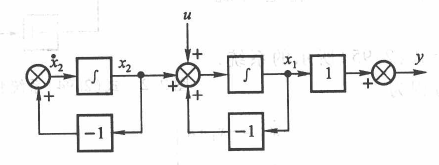 u
ẋ₂ ∫ x₂ + + ∫ x₁ 1 + y
+ +
−1 −1